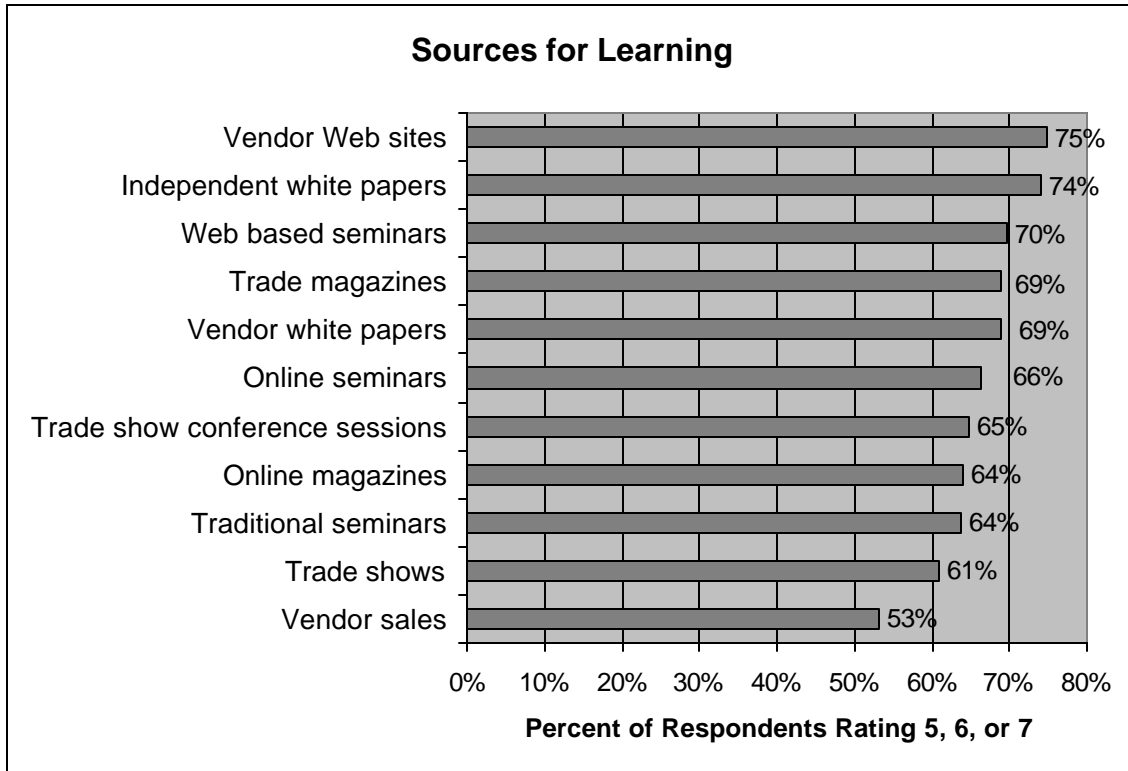 Sources for Learning
Vendor Web sites 75%
Independent white papers 74%
Web based seminars 70%
Trade magazines 69%
Vendor white papers 69%
Online seminars 66%
Trade show conference sessions 65%
Online magazines 64%
Traditional seminars 64%
Trade shows 61%
Vendor sales 53%
0% 10% 20% 30% 40% 50% 60% 70% 80%
Percent of Respondents Rating 5, 6, or 7